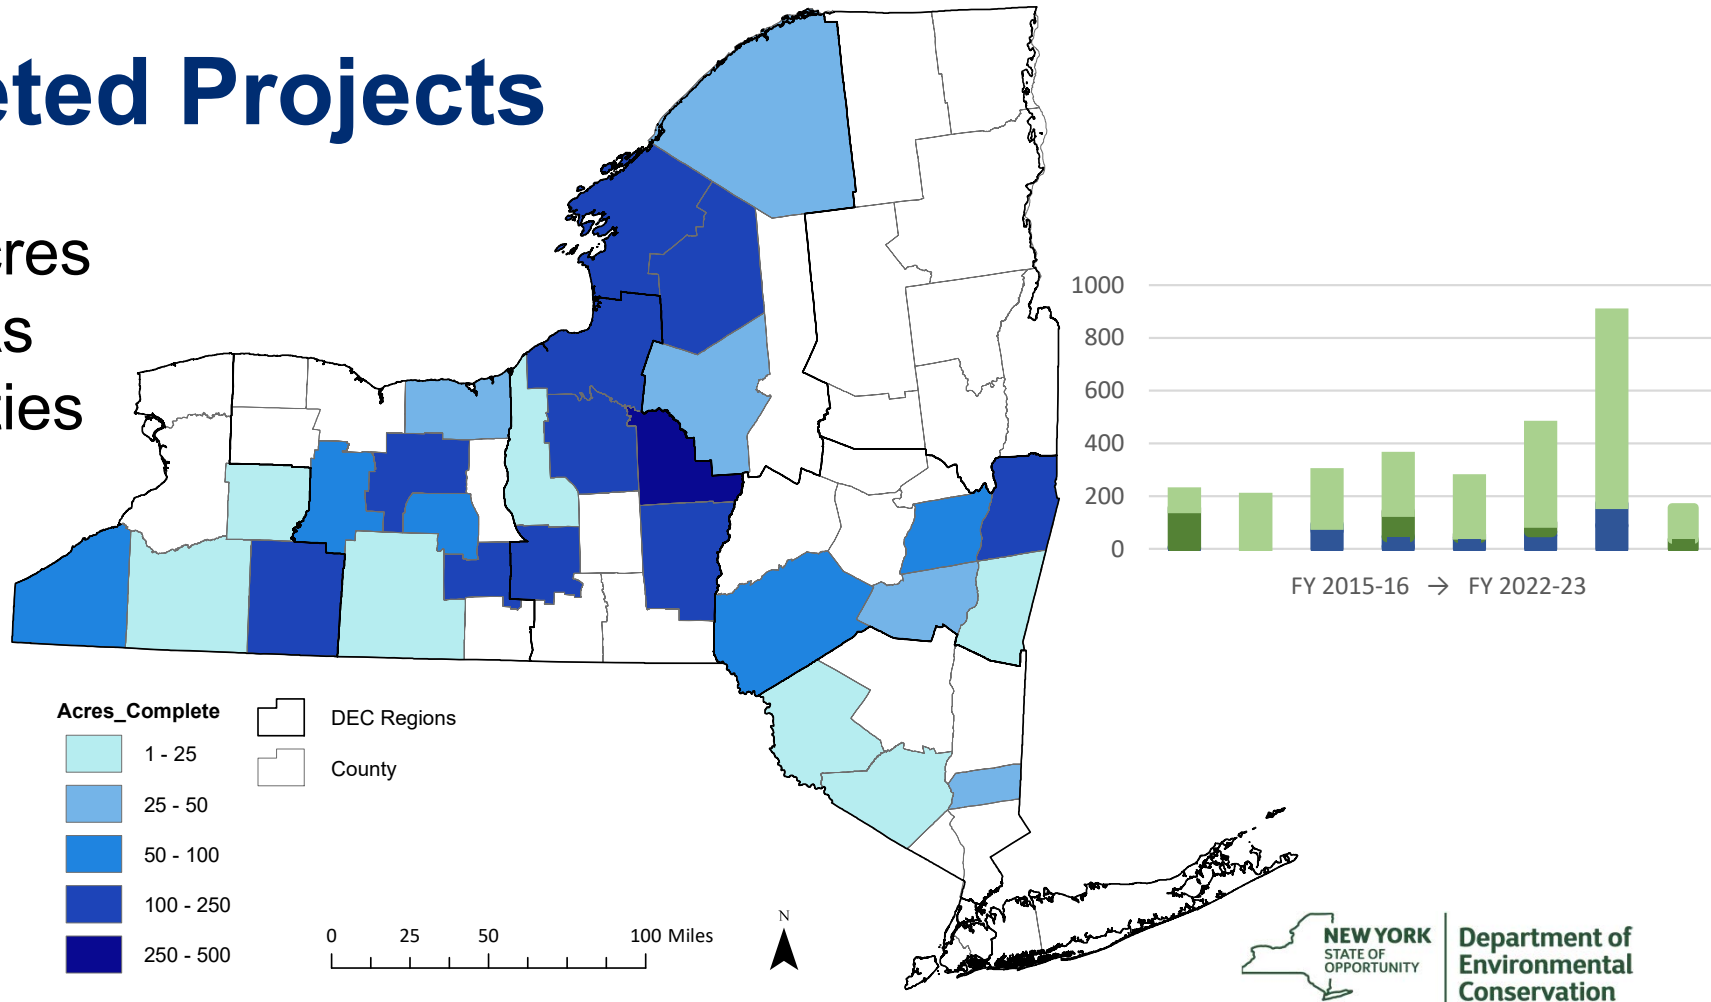 eted Projects
cres
ties
1000
800
600
400
200
0
FY 2015-16 → FY 2022-23
Acres_Complete
1 - 25
25 - 50
50 - 100
100 - 250
250 - 500
DEC Regions
County
0 25 50 100 Miles
N
NEW YORK
STATE OF
OPPORTUNITY
Department of
Environmental
Conservation